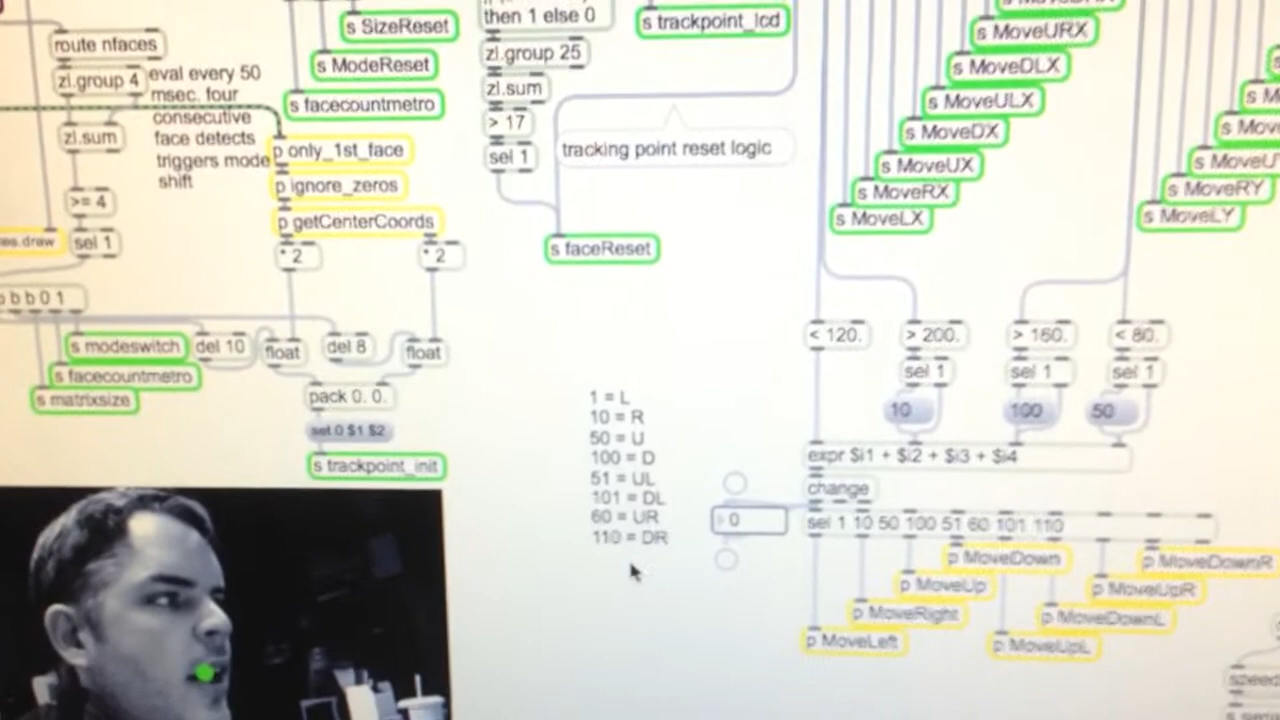 route nfaces
zl.group 4
eval every 50
msec. four
consecutive
face detects
triggers mode
shift
zl.sum
>= 4
sel 1
b b 0 1
s modeswitch
s facecountmetro
s matrixsize
del 10
float
del 8
float
s SizeReset
s ModeReset
s facecountmetro
p only_1st_face
p ignore_zeros
p getCenterCoords
* 2
* 2
pack 0. 0.
set 0 $1 $2
s trackpoint_init
then 1 else 0
zl.group 25
zl.sum
> 17
sel 1
s trackpoint_lcd
tracking point reset logic
s faceReset
s MoveURX
s MoveDLX
s MoveULX
s MoveDX
s MoveUX
s MoveRX
s MoveLX
s MoveRY
s MoveLY
< 120.
> 200.
> 160.
< 80.
sel 1
sel 1
sel 1
10
100
50
1 = L
10 = R
50 = U
100 = D
51 = UL
101 = DL
60 = UR
110 = DR
0
expr $i1 + $i2 + $i3 + $i4
change
sel 1 10 50 100 51 60 101 110
p MoveDown
p MoveDownR
p MoveUp
p MoveUpR
p MoveRight
p MoveDownL
p MoveLeft
p MoveUpL